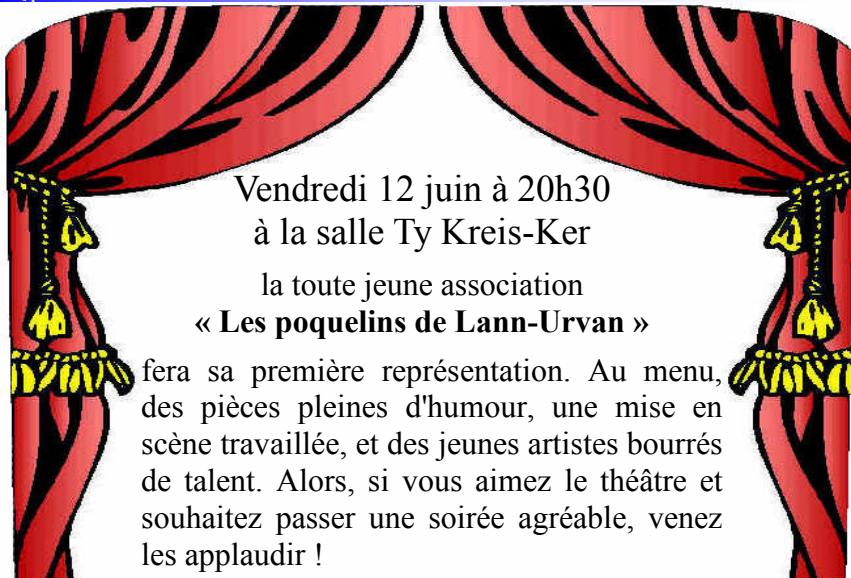 Vendredi 12 juin à 20h30
à la salle Ty Kreis-Ker
la toute jeune association
« Les poquelins de Lann-Urvan »
fera sa première représentation. Au menu,
des pièces pleines d'humour, une mise en
scène travaillée, et des jeunes artistes bourrés
de talent. Alors, si vous aimez le théâtre et
souhaitez passer une soirée agréable, venez
les applaudir !